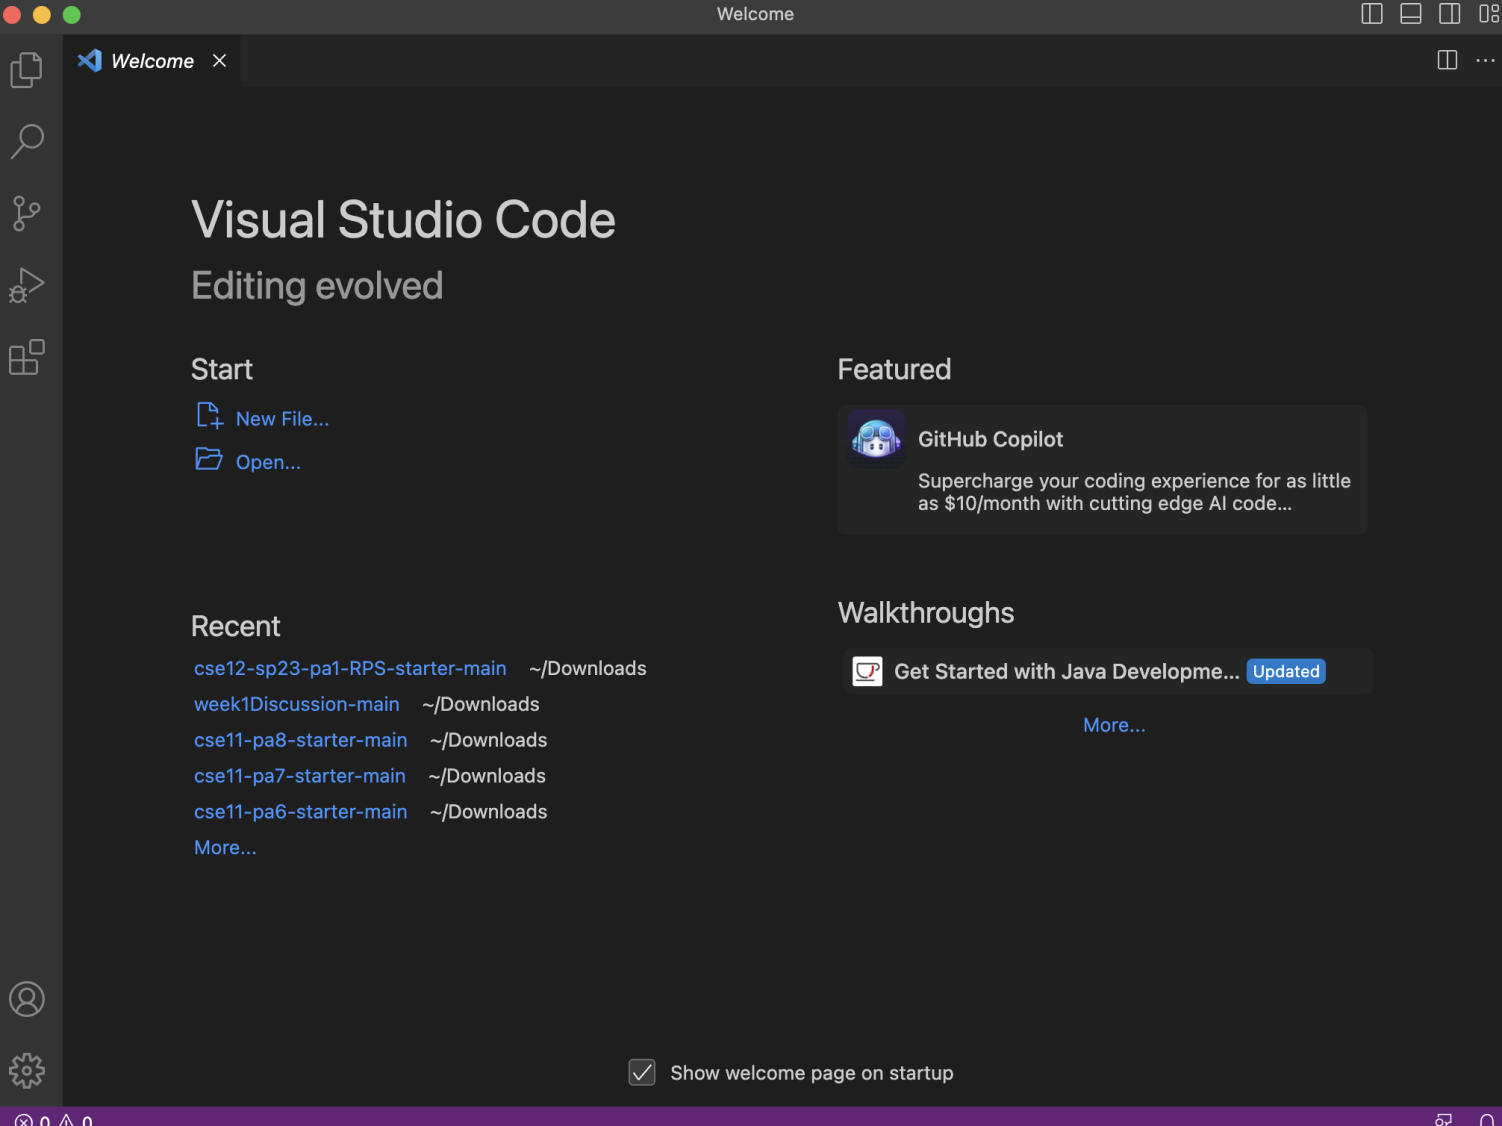 Welcome
Welcome
Visual Studio Code
Editing evolved
Start
New File...
Open...
Recent
cse12-sp23-pa1-RPS-starter-main ~/Downloads
week1Discussion-main ~/Downloads
cse11-pa8-starter-main ~/Downloads
cse11-pa7-starter-main ~/Downloads
cse11-pa6-starter-main ~/Downloads
More...
Featured
GitHub Copilot
Supercharge your coding experience for as little
as $10/month with cutting edge AI code...
Walkthroughs
Get Started with Java Developme... Updated
More...
Show welcome page on startup
0 0